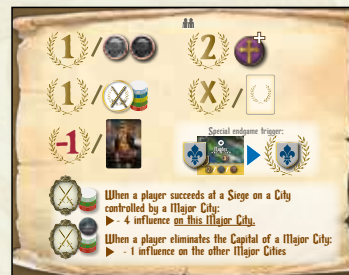 1 / 2 +
1 / X /
-1 /
Special endgame trigger:
When a player succeeds at a Siege on a City
controlled by a Major City:
▶ - 4 influence on this Major City.
When a player eliminates the Capital of a Major City:
▶ - 1 influence on the other Major Cities